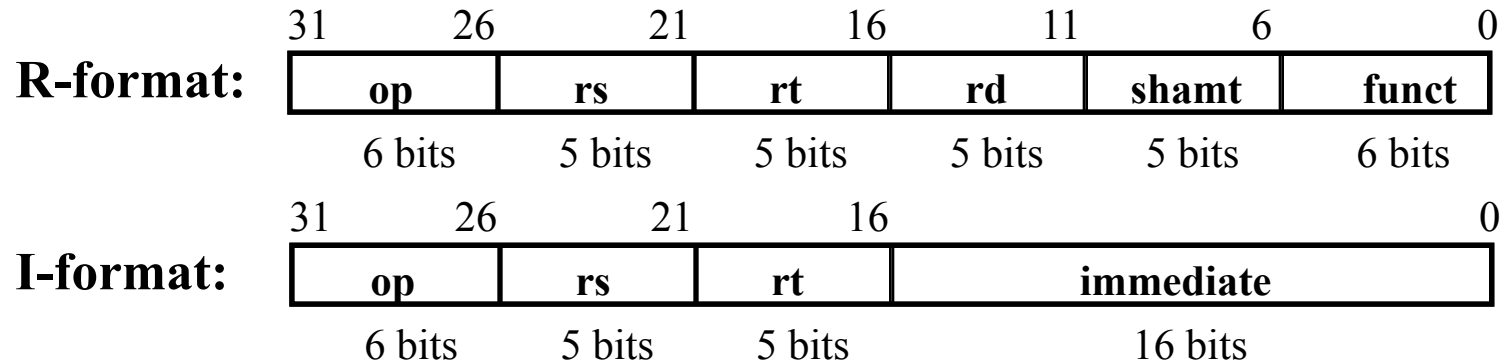 31 26 21 16 11 6 0
R-format: op rs rt rd shamt funct
6 bits 5 bits 5 bits 5 bits 5 bits 6 bits
31 26 21 16 0
I-format: op rs rt immediate
6 bits 5 bits 5 bits 16 bits